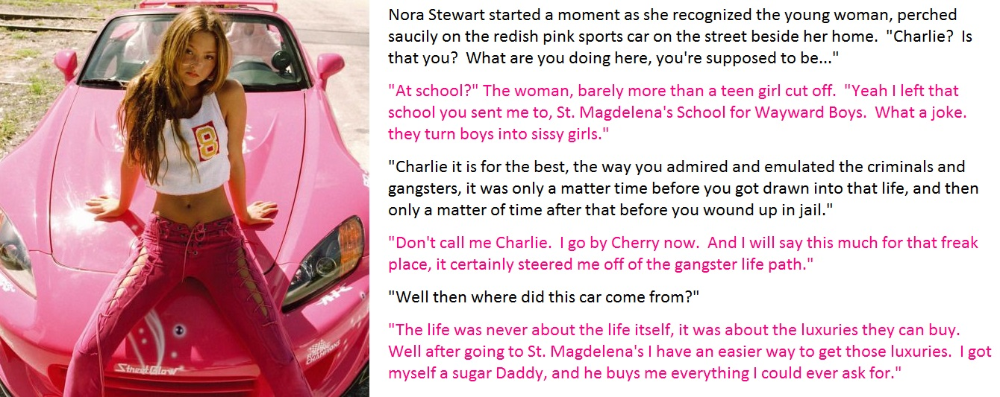 8
StreetGlow
RACING
CHAMPIONS
Nora Stewart started a moment as she recognized the young woman, perched
saucily on the redish pink sports car on the street beside her home.  "Charlie?  Is
that you?  What are you doing here, you're supposed to be..."
"At school?" The woman, barely more than a teen girl cut off.  "Yeah I left that
school you sent me to, St. Magdelena's School for Wayward Boys.  What a joke.
they turn boys into sissy girls."
"Charlie it is for the best, the way you admired and emulated the criminals and
gangsters, it was only a matter time before you got drawn into that life, and then
only a matter of time after that before you wound up in jail."
"Don't call me Charlie.  I go by Cherry now.  And I will say this much for that freak
place, it certainly steered me off of the gangster life path."
"Well then where did this car come from?"
"The life was never about the life itself, it was about the luxuries they can buy.
Well after going to St. Magdelena's I have an easier way to get those luxuries.  I got
myself a sugar Daddy, and he buys me everything I could ever ask for."